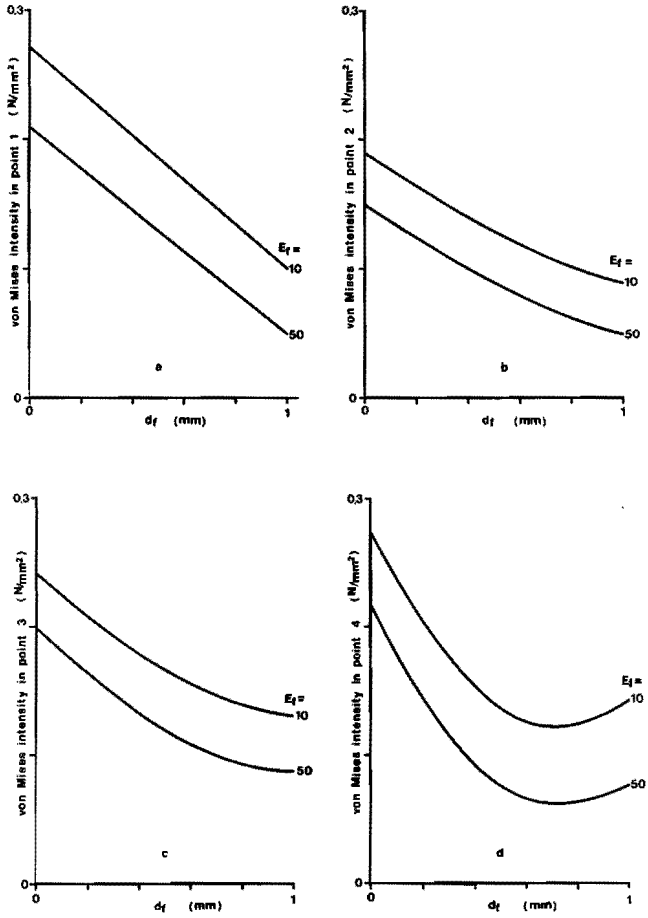 0,3
von Mises intensity in point 1 (N/mm²)
E_f =
10
50
a
0
0
1
d_f (mm)
0,3
von Mises intensity in point 2 (N/mm²)
E_f =
10
50
b
0
0
1
d_f (mm)
0,3
von Mises intensity in point 3 (N/mm²)
E_f =
10
50
c
0
0
1
d_f (mm)
0,3
von Mises intensity in point 4 (N/mm²)
E_f =
10
50
d
0
0
1
d_f (mm)